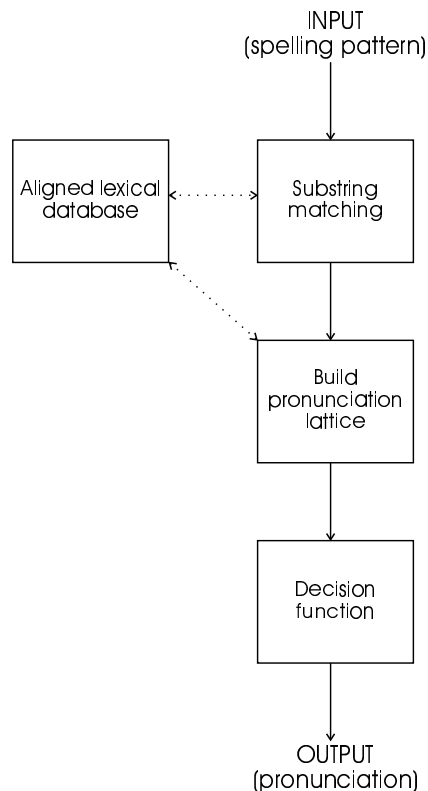 INPUT
(spelling pattern)
Aligned lexical
database
Substring
matching
Build
pronunciation
lattice
Decision
function
OUTPUT
(pronunciation)